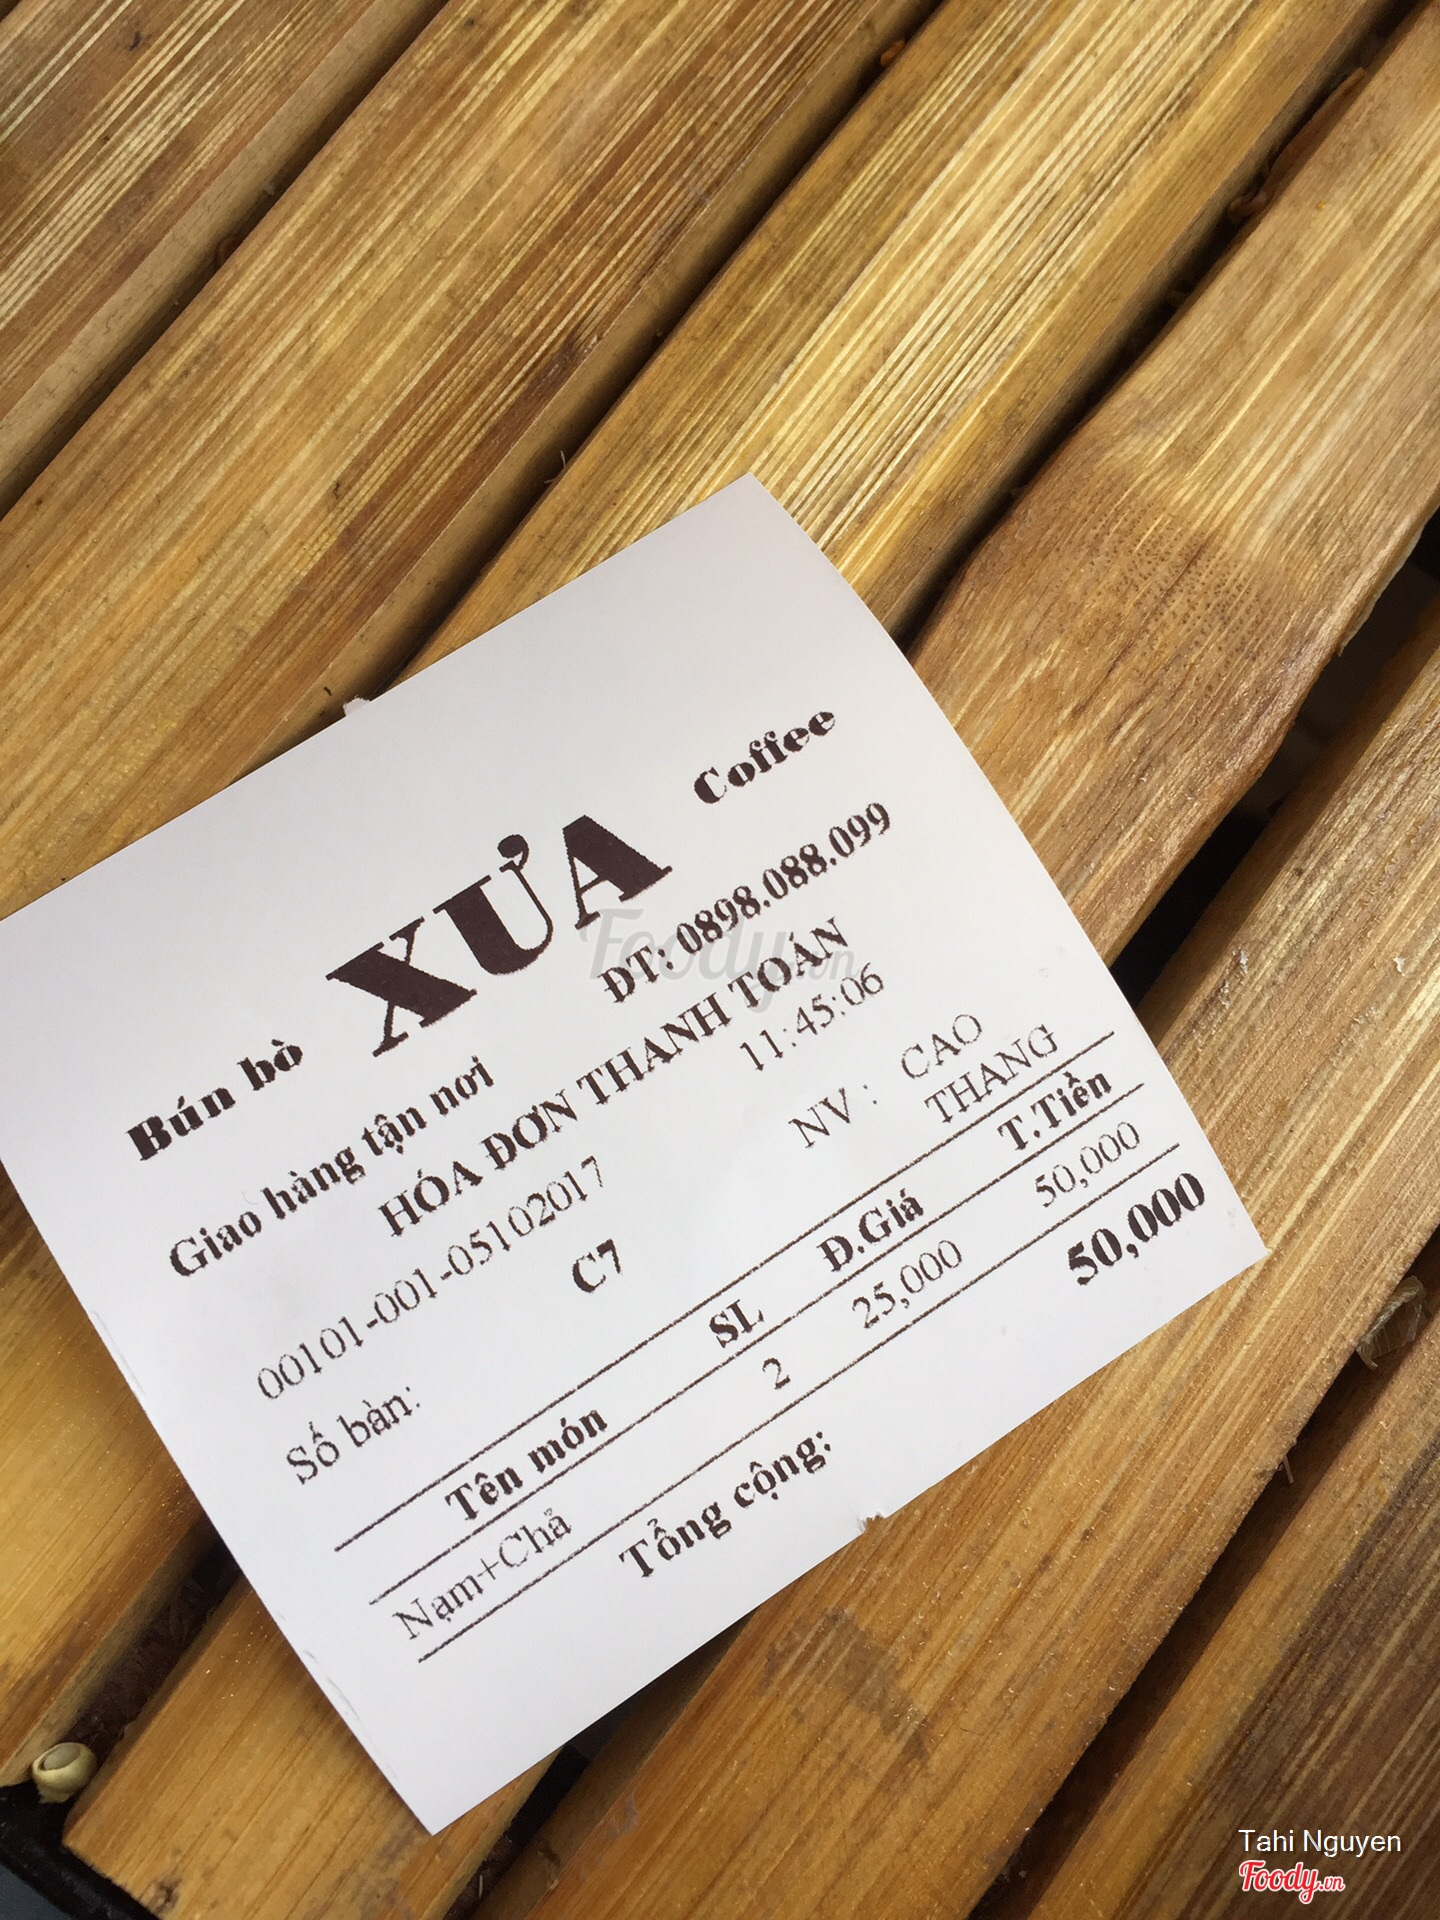 Bún bò XƯA Coffee
Giao hàng tận nơi ĐT: 0898.088.099
HÓA ĐƠN THANH TOÁN
00101-001-05102017 11:45:06
Số bàn: C7 NV : CAO
THANG
Tên món SL Đ.Giá T.Tiền
Nạm+Chả 2 25,000 50,000
Tổng cộng: 50,000
Foody.vn
Tahi Nguyen
Foody.vn